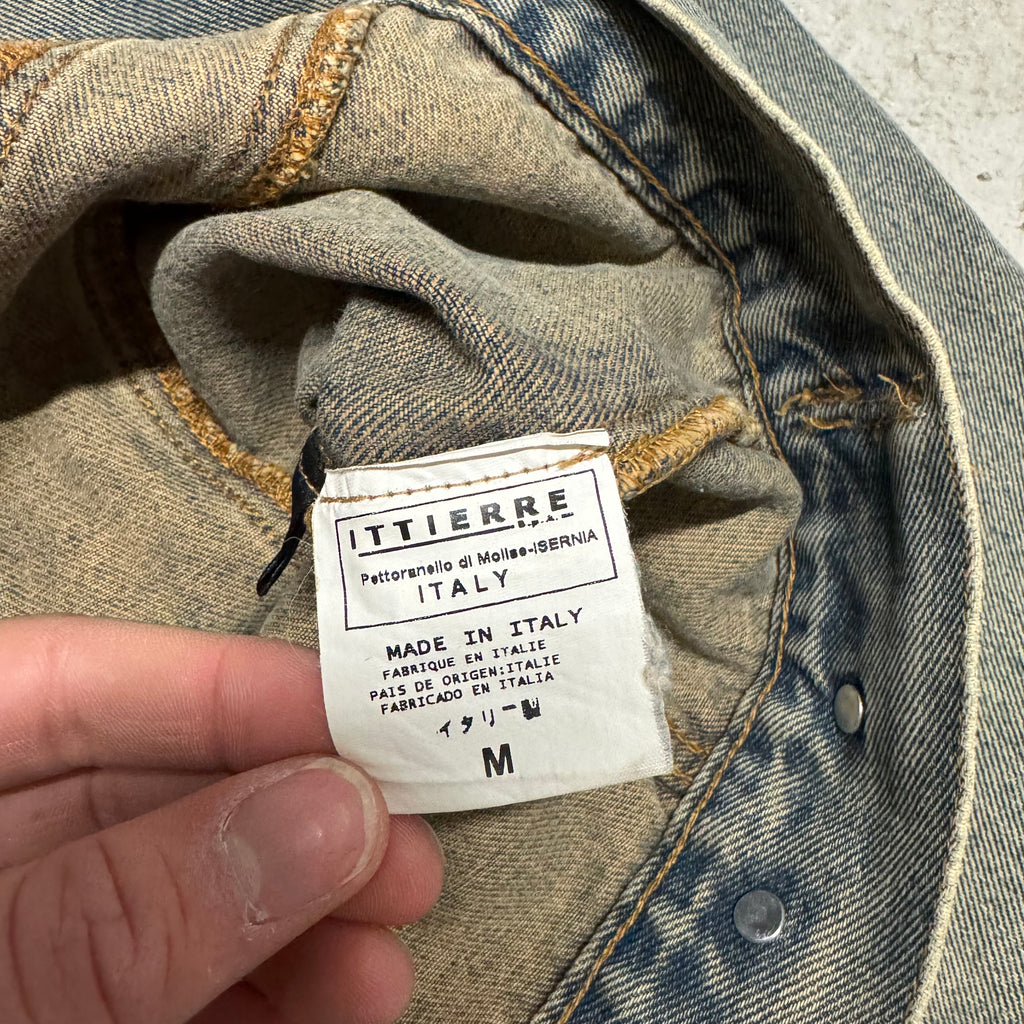 ITTIERRE
S.p.A.
Pettoranello di Molise-ISERNIA
ITALY
MADE IN ITALY
FABRIQUE EN ITALIE
PAIS DE ORIGEN:ITALIE
FABRICADO EN ITALIA
イタリー
M